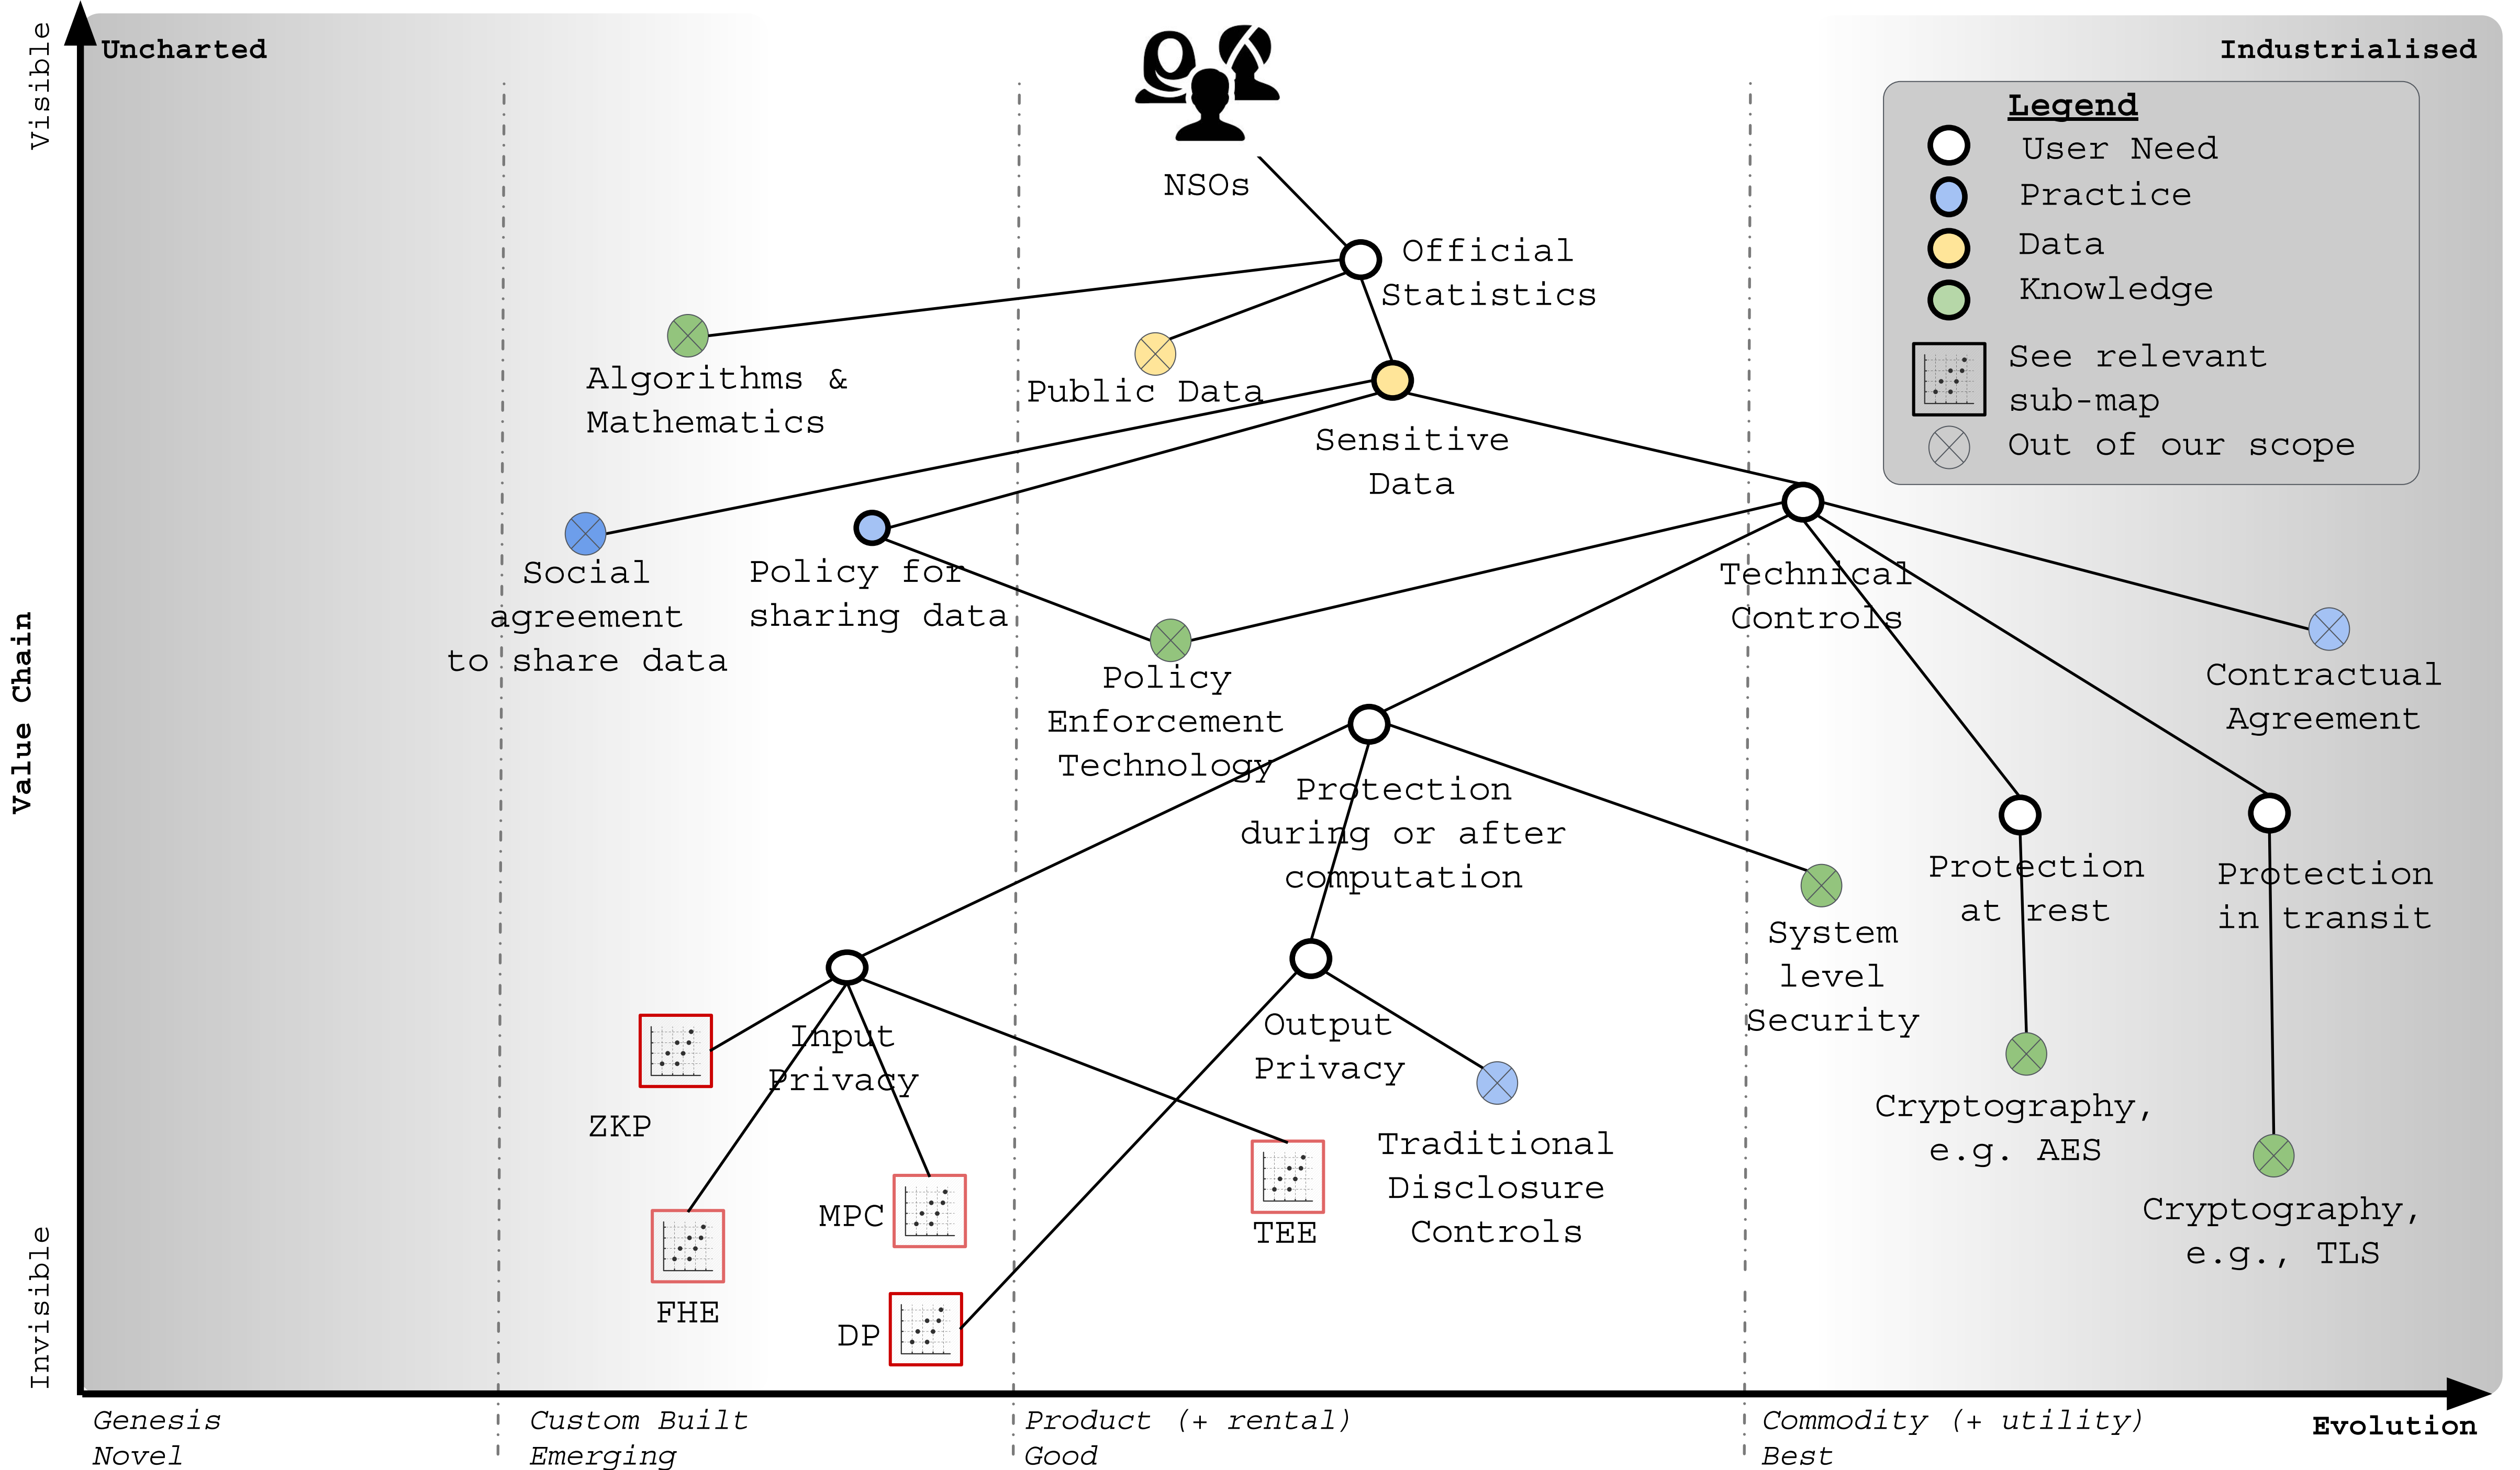 Visible
Uncharted
Industrialised
Legend
User Need
Practice
Data
Knowledge
See relevant
sub-map
Out of our scope
NSOs
Official
Statistics
Algorithms &
Mathematics
Public Data
Sensitive
Data
Social
agreement
to share data
Policy for
sharing data
Technical
Controls
Policy
Enforcement
Technology
Contractual
Agreement
Value Chain
Protection
during or after
computation
Protection
at rest
Protection
in transit
System
level
Security
Input
Privacy
Output
Privacy
ZKP
Cryptography,
e.g. AES
Traditional
Disclosure
Controls
MPC
TEE
Cryptography,
e.g., TLS
FHE
DP
Invisible
Genesis
Novel
Custom Built
Emerging
Product (+ rental)
Good
Commodity (+ utility)
Best
Evolution